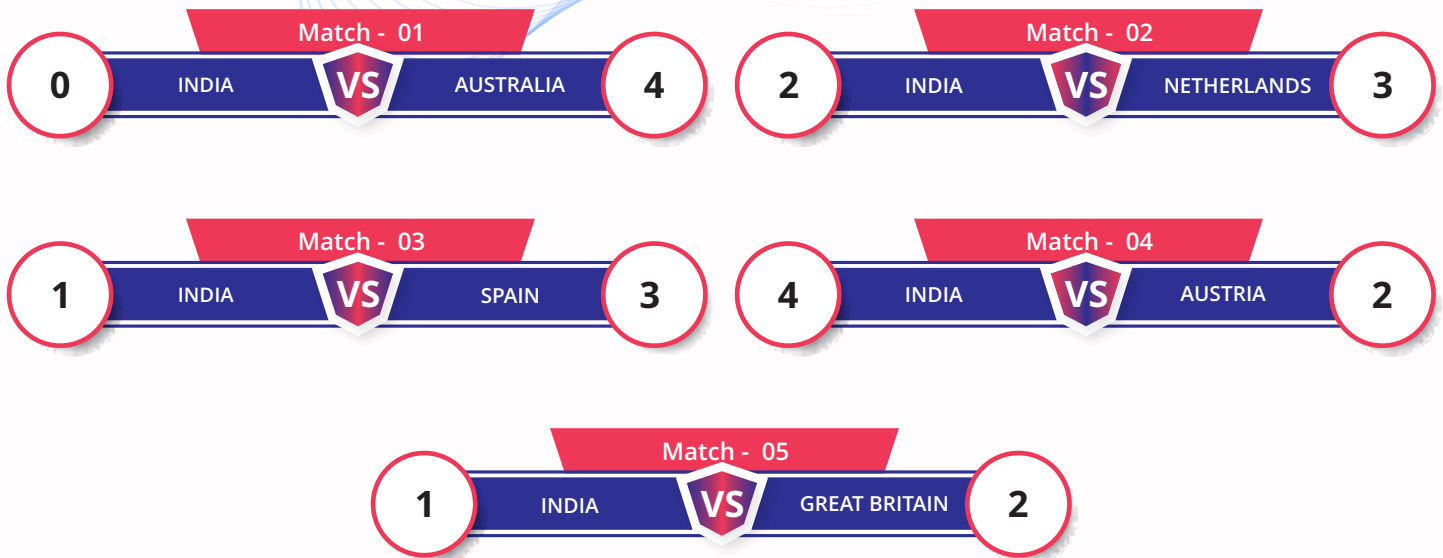 Match - 01
0 INDIA VS AUSTRALIA 4
Match - 02
2 INDIA VS NETHERLANDS 3
Match - 03
1 INDIA VS SPAIN 3
Match - 04
4 INDIA VS AUSTRIA 2
Match - 05
1 INDIA VS GREAT BRITAIN 2